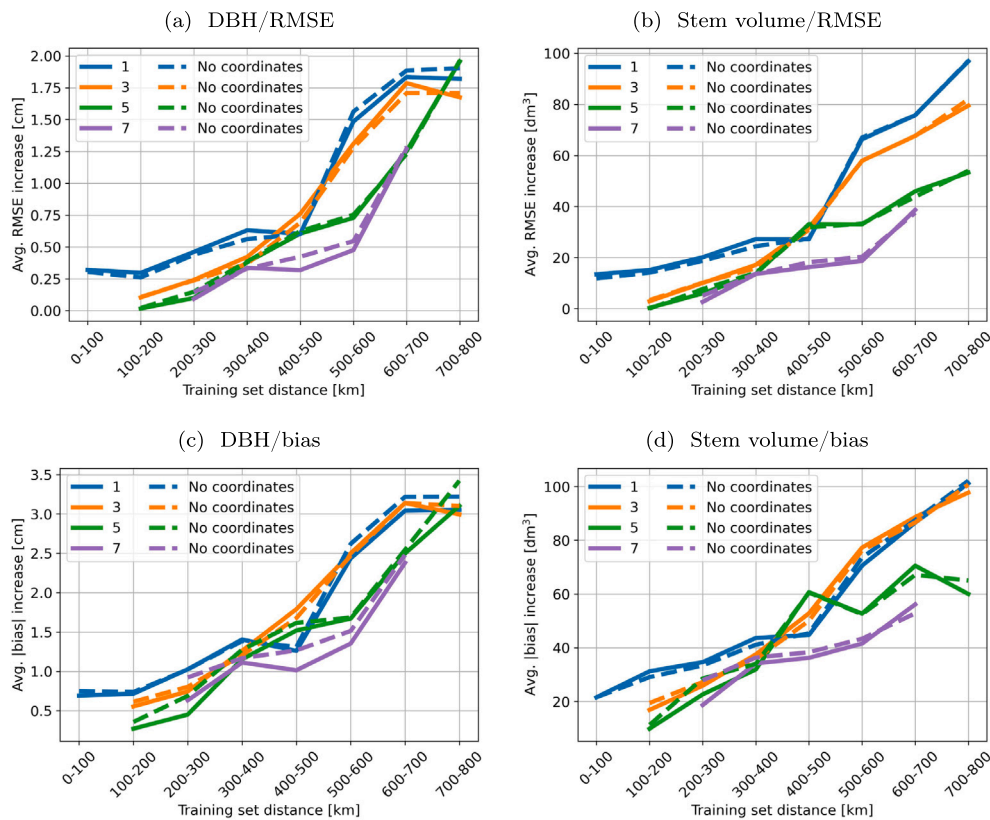 (a) DBH/RMSE
2.00
1.75
1.50
1.25
1.00
0.75
0.50
0.25
0.00
Avg. RMSE increase [cm]
1 No coordinates
3 No coordinates
5 No coordinates
7 No coordinates
0-100 100-200 200-300 300-400 400-500 500-600 600-700 700-800
Training set distance [km]
(b) Stem volume/RMSE
100
80
60
40
20
0
Avg. RMSE increase [dm³]
1 No coordinates
3 No coordinates
5 No coordinates
7 No coordinates
0-100 100-200 200-300 300-400 400-500 500-600 600-700 700-800
Training set distance [km]
(c) DBH/bias
3.5
3.0
2.5
2.0
1.5
1.0
0.5
Avg. |bias| increase [cm]
1 No coordinates
3 No coordinates
5 No coordinates
7 No coordinates
0-100 100-200 200-300 300-400 400-500 500-600 600-700 700-800
Training set distance [km]
(d) Stem volume/bias
100
80
60
40
20
Avg. |bias| increase [dm³]
1 No coordinates
3 No coordinates
5 No coordinates
7 No coordinates
0-100 100-200 200-300 300-400 400-500 500-600 600-700 700-800
Training set distance [km]